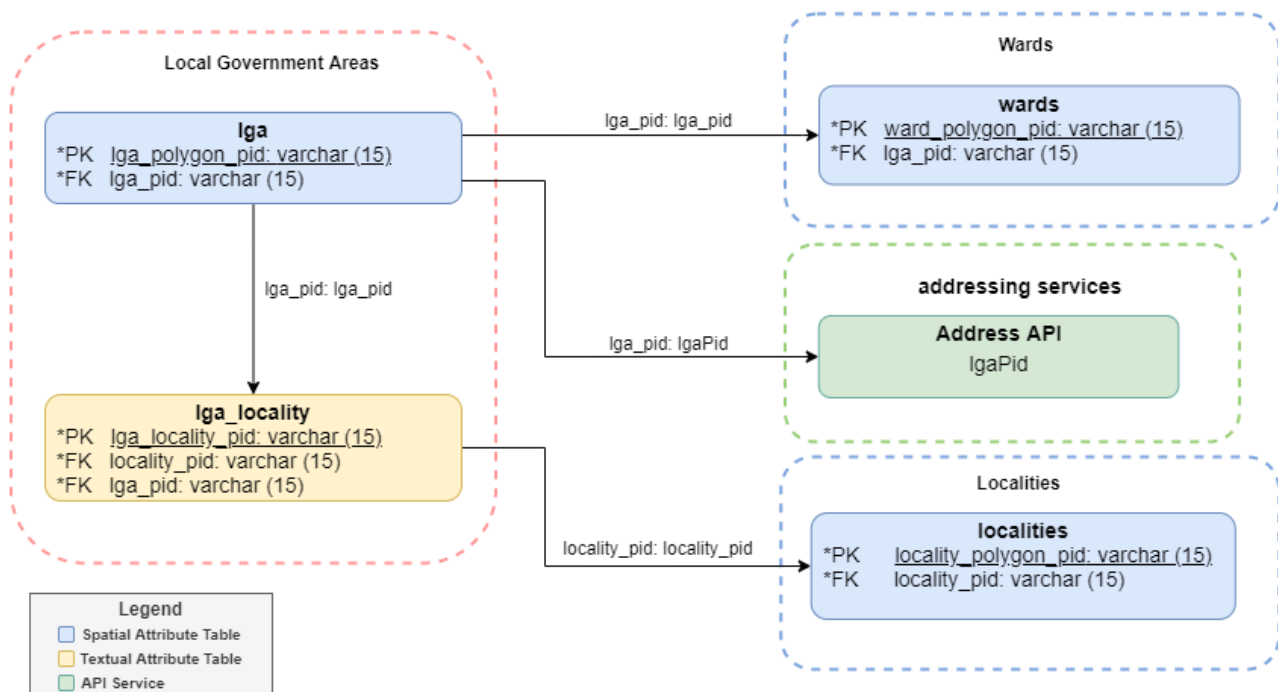 Local Government Areas
lga
*PK lga_polygon_pid: varchar (15)
*FK lga_pid: varchar (15)
lga_pid: lga_pid
lga_locality
*PK lga_locality_pid: varchar (15)
*FK locality_pid: varchar (15)
*FK lga_pid: varchar (15)
lga_pid: lga_pid
Wards
wards
*PK ward_polygon_pid: varchar (15)
*FK lga_pid: varchar (15)
lga_pid: lgaPid
addressing services
Address API
lgaPid
locality_pid: locality_pid
Localities
localities
*PK locality_polygon_pid: varchar (15)
*FK locality_pid: varchar (15)
Legend
Spatial Attribute Table
Textual Attribute Table
API Service